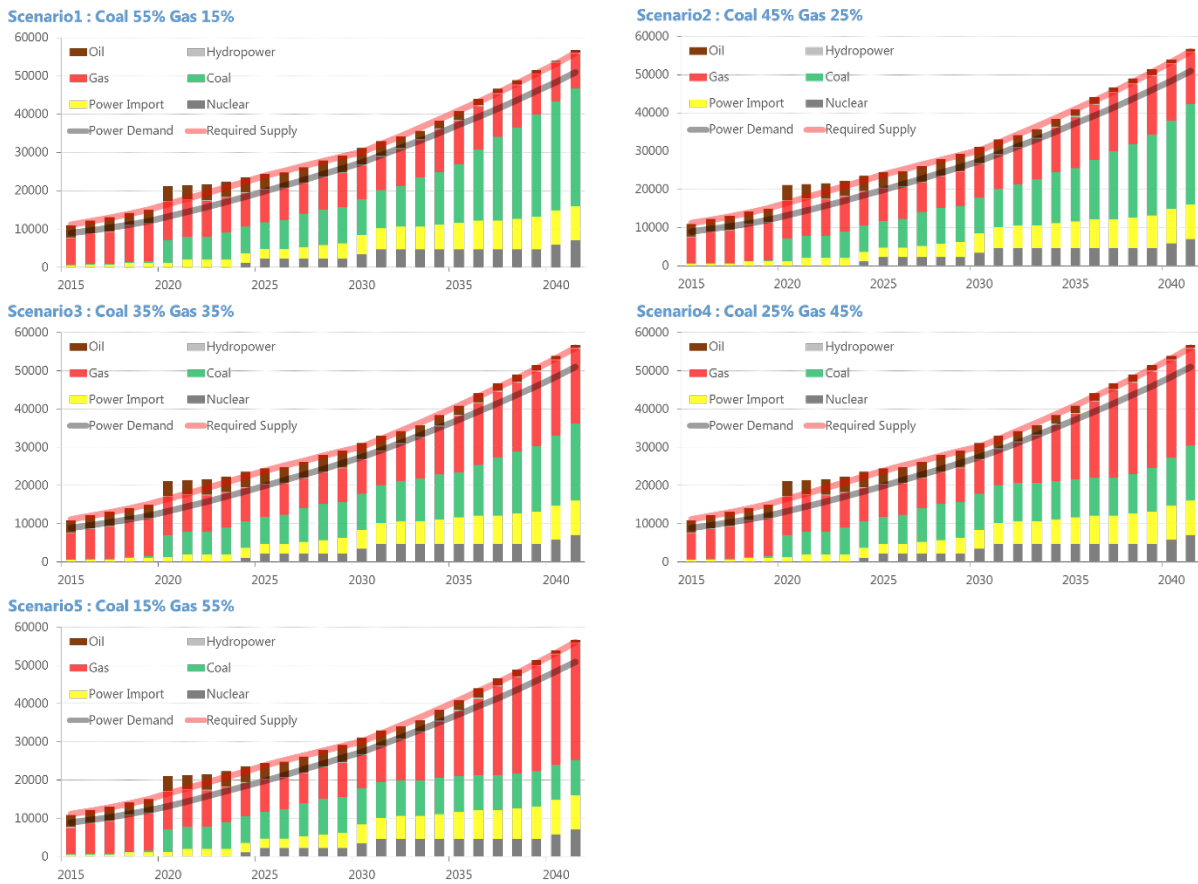 Scenario1 : Coal 55% Gas 15%
60000
50000
40000
30000
20000
10000
0
Oil
Hydropower
Gas
Coal
Power Import
Nuclear
Power Demand
Required Supply
2015
2020
2025
2030
2035
2040
Scenario2 : Coal 45% Gas 25%
60000
50000
40000
30000
20000
10000
0
Oil
Hydropower
Gas
Coal
Power Import
Nuclear
Power Demand
Required Supply
2015
2020
2025
2030
2035
2040
Scenario3 : Coal 35% Gas 35%
60000
50000
40000
30000
20000
10000
0
Oil
Hydropower
Gas
Coal
Power Import
Nuclear
Power Demand
Required Supply
2015
2020
2025
2030
2035
2040
Scenario4 : Coal 25% Gas 45%
60000
50000
40000
30000
20000
10000
0
Oil
Hydropower
Gas
Coal
Power Import
Nuclear
Power Demand
Required Supply
2015
2020
2025
2030
2035
2040
Scenario5 : Coal 15% Gas 55%
60000
50000
40000
30000
20000
10000
0
Oil
Hydropower
Gas
Coal
Power Import
Nuclear
Power Demand
Required Supply
2015
2020
2025
2030
2035
2040